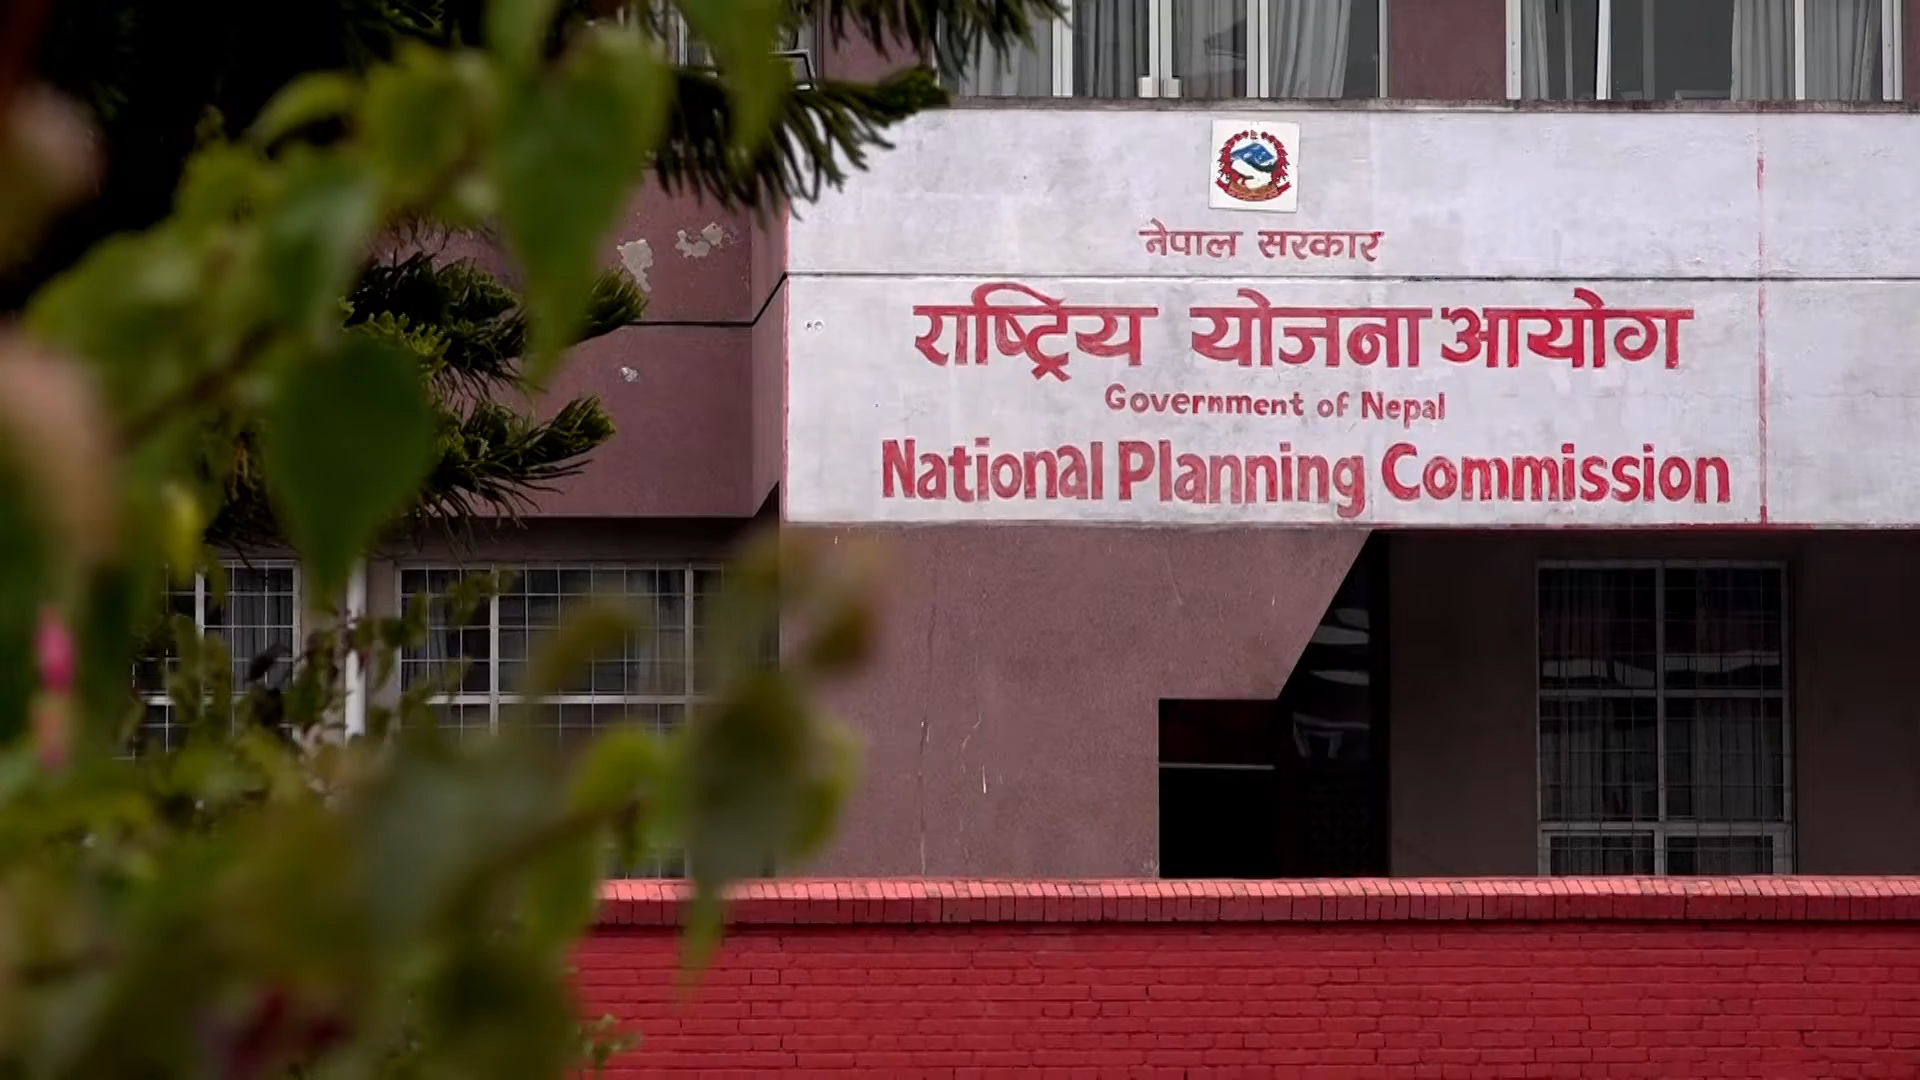 नेपाल सरकार
राष्ट्रिय योजना आयोग
Government of Nepal
National Planning Commission